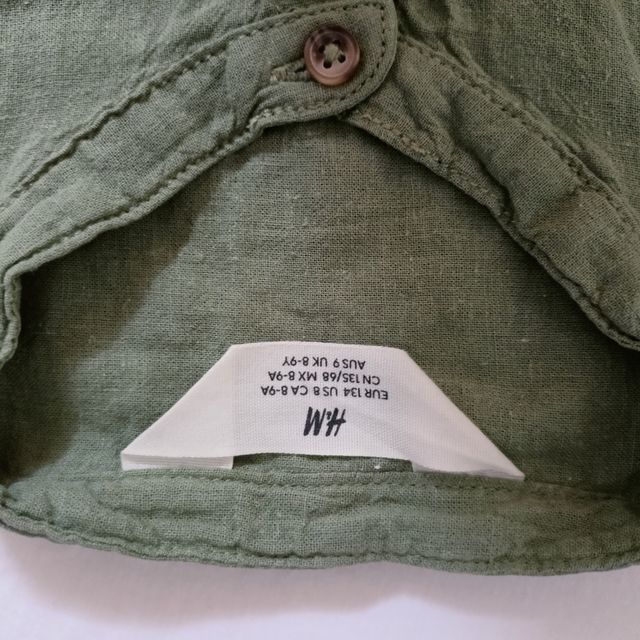 H&M
EUR 134 US 8 CA 8-9A
CN 135/68 MX 8-9A
AUS 9 UK 8-9Y